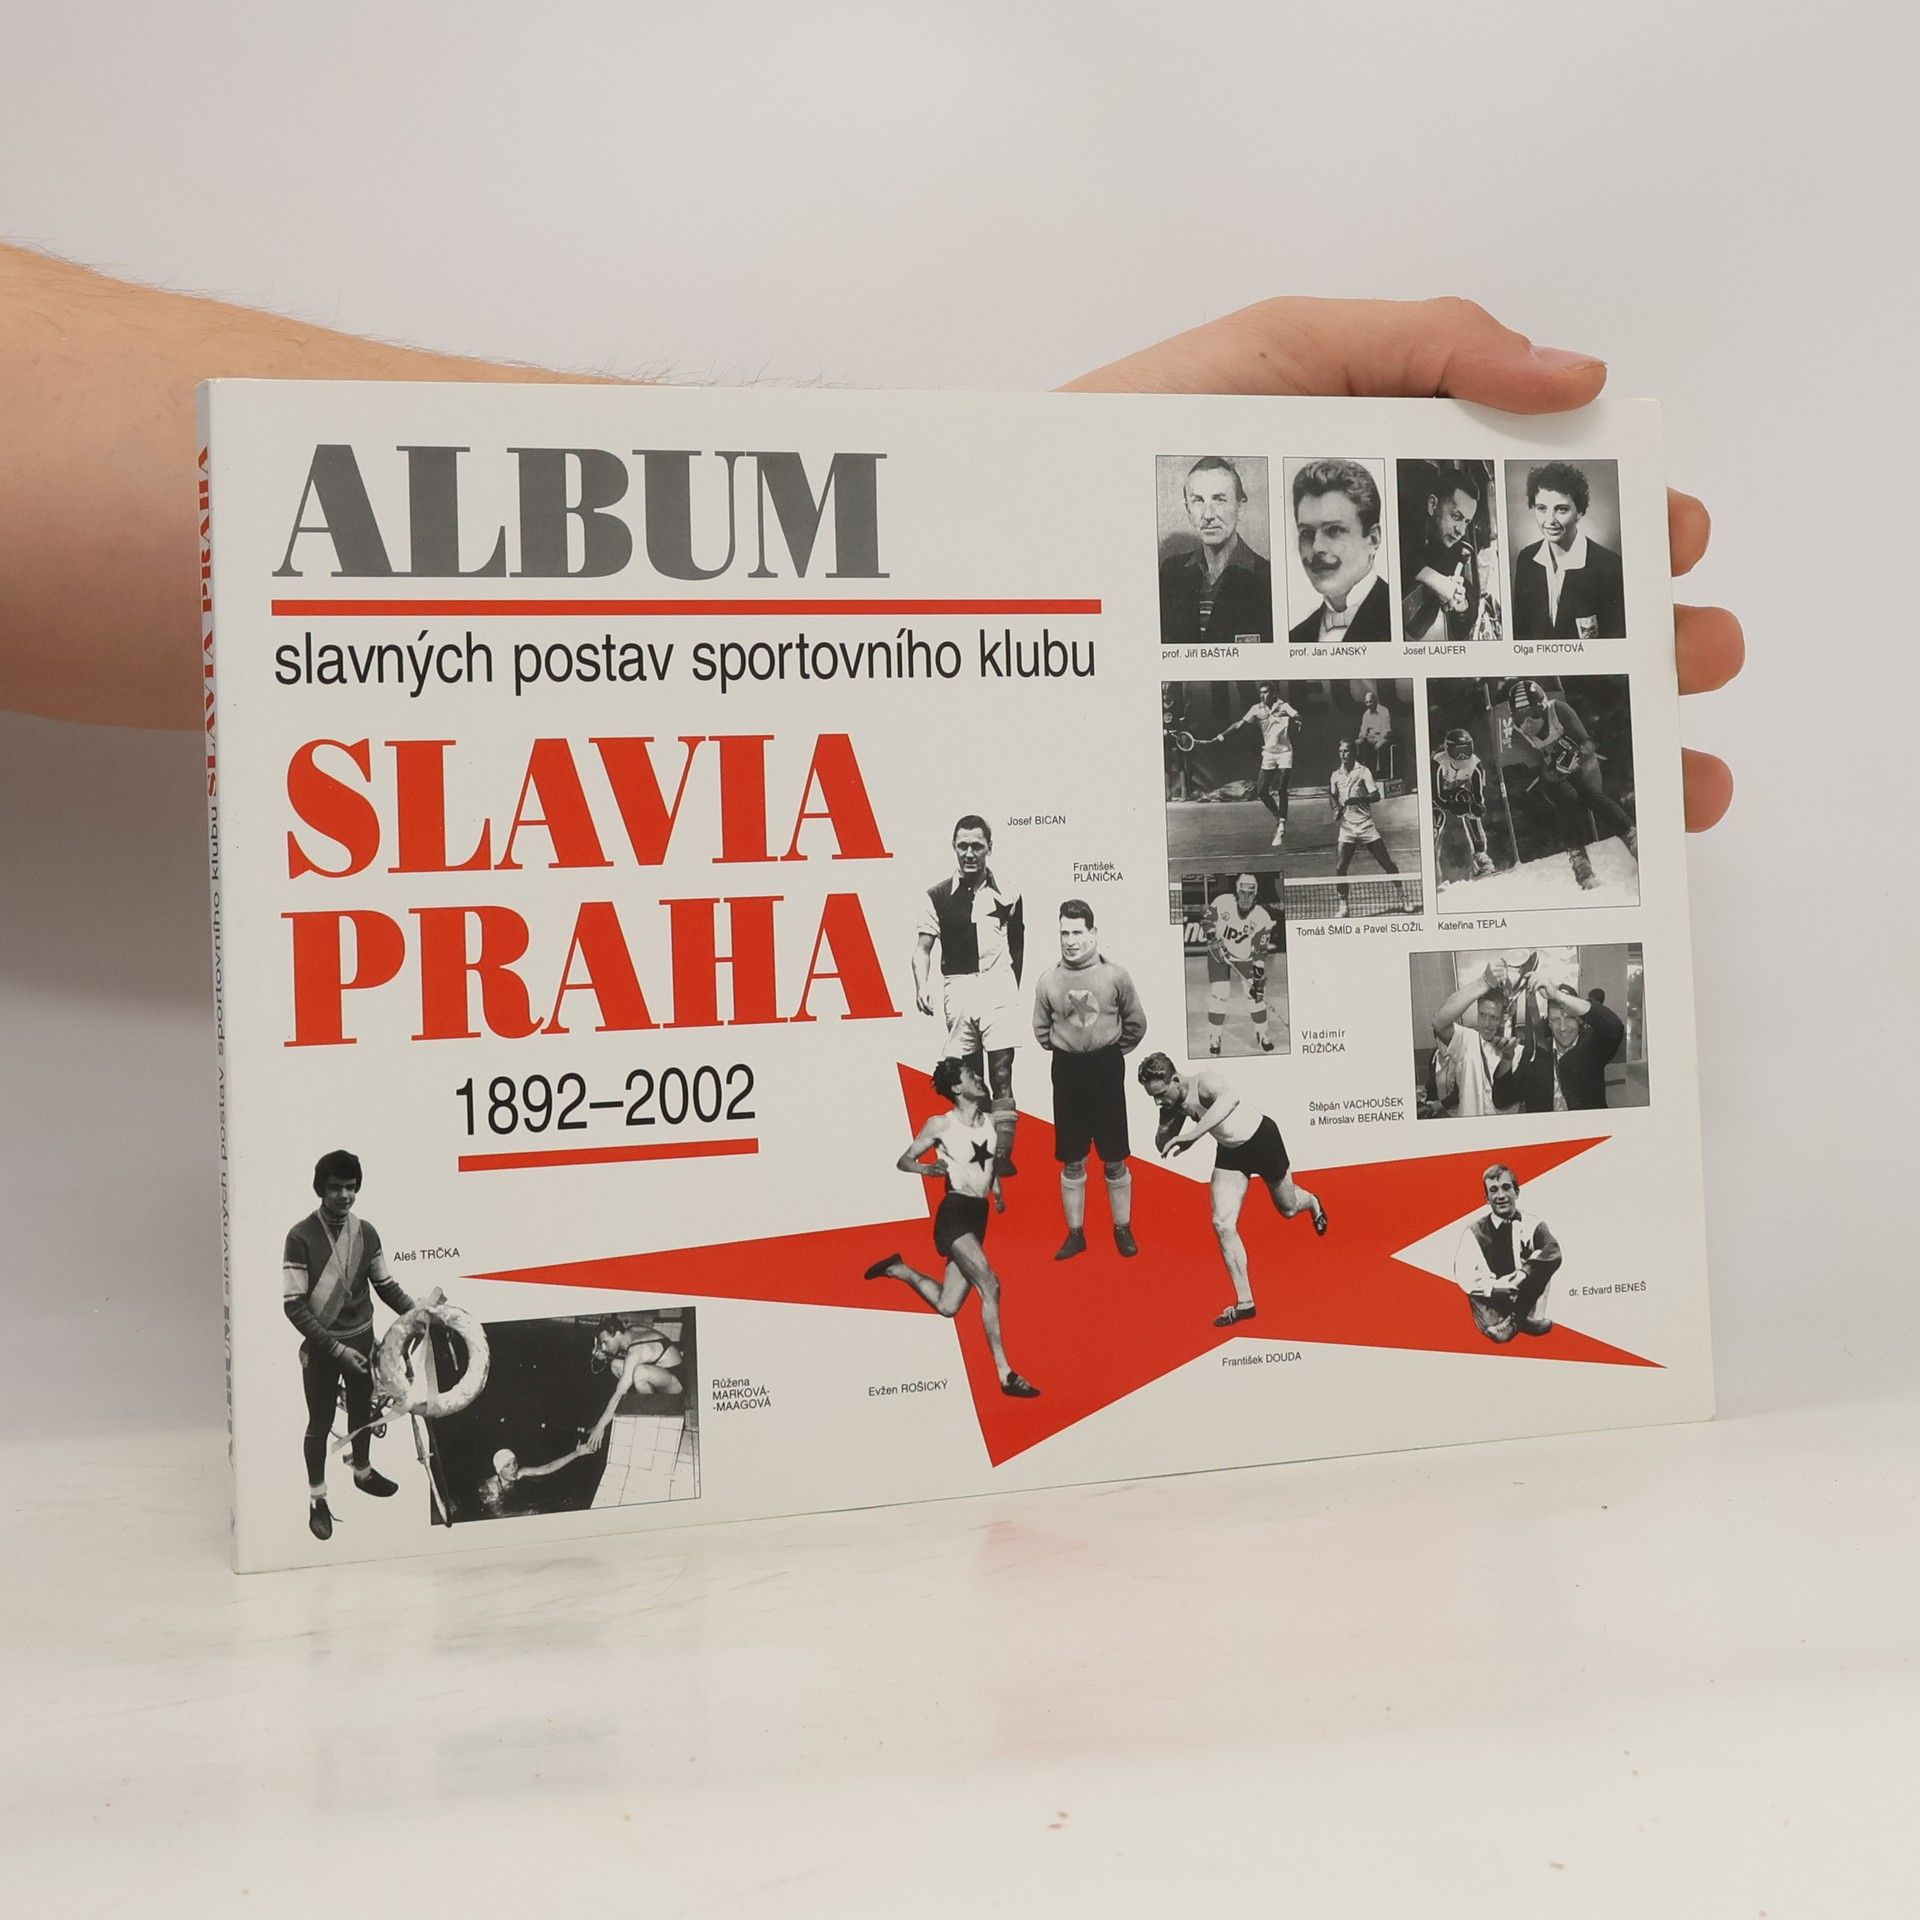 ALBUM
slavných postav sportovního klubu
SLAVIA
PRAHA
1892–2002
prof. Jiří BAŠTÁŘ
prof. Jan JANSKÝ
Josef LAUFER
Olga FIKOTOVÁ
Josef BICAN
František
PLÁNIČKA
Tomáš ŠMÍD a Pavel SLOŽIL
Kateřina TEPLÁ
Vladimír
RŮŽIČKA
Štěpán VACHOUŠEK
a Miroslav BERÁNEK
Aleš TRČKA
Růžena
MARKOVÁ-
-MAAGOVÁ
Evžen ROŠICKÝ
František DOUDA
dr. Edvard BENEŠ
ALBUM slavných postav sportovního klubu SLAVIA PRAHA